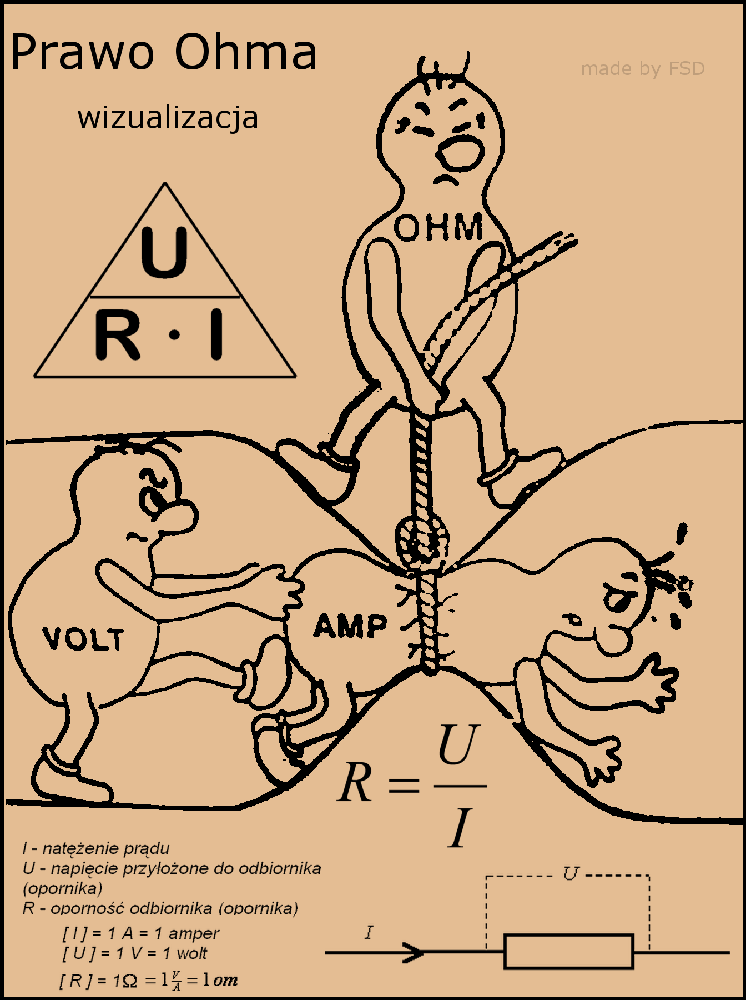 Prawo Ohma
made by FSD
wizualizacja
OHM
U
R · I
VOLT
AMP
R = U / I
I - natężenie prądu
U - napięcie przyłożone do odbiornika
(opornika)
R - oporność odbiornika (opornika)
[ I ] = 1 A = 1 amper
[ U ] = 1 V = 1 wolt
[ R ] = 1Ω = 1 V/A = 1 om
U
I